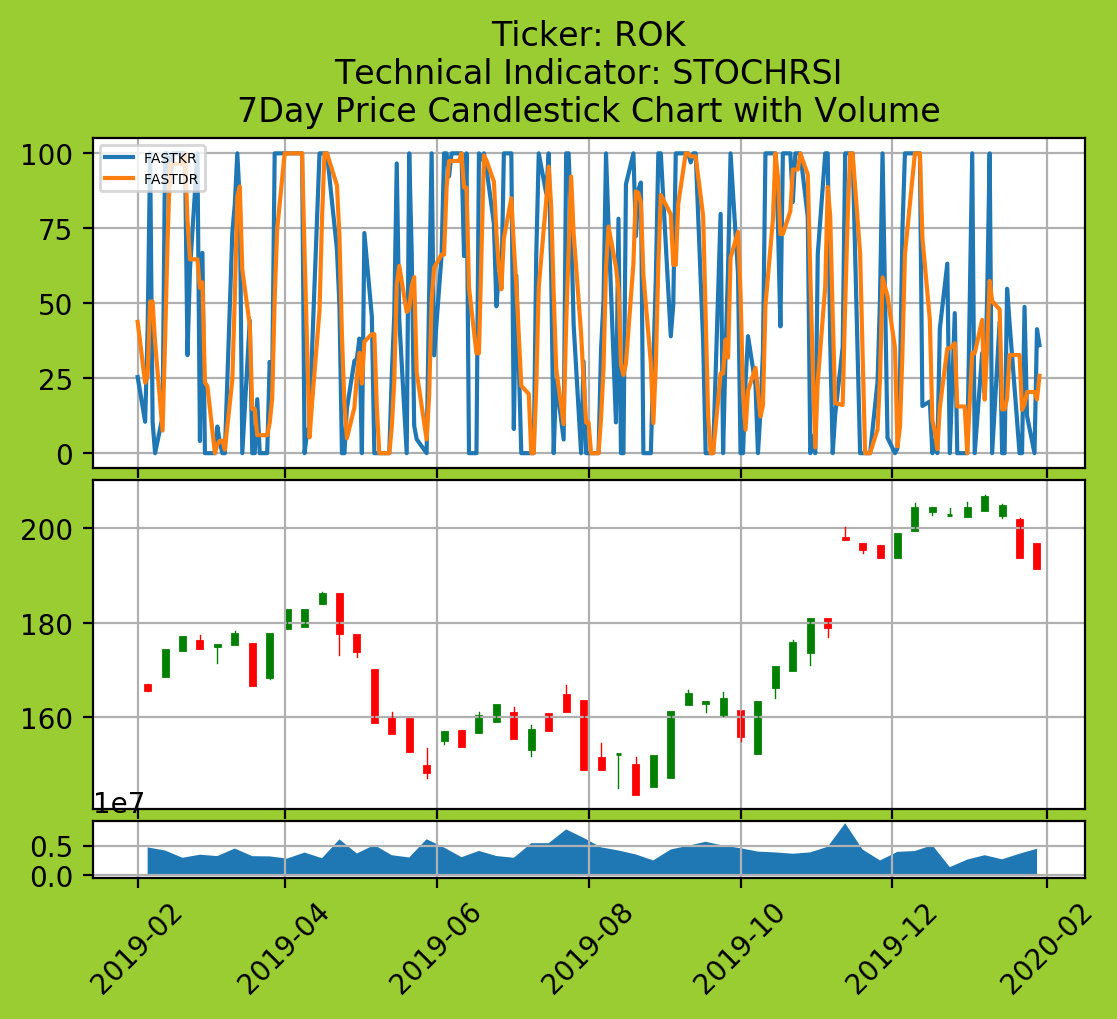 Ticker: ROK
Technical Indicator: STOCHRSI
7Day Price Candlestick Chart with Volume
100
75
50
25
0
FASTKR
FASTDR
200
180
160
1e7
0.5
0.0
2019-02
2019-04
2019-06
2019-08
2019-10
2019-12
2020-02